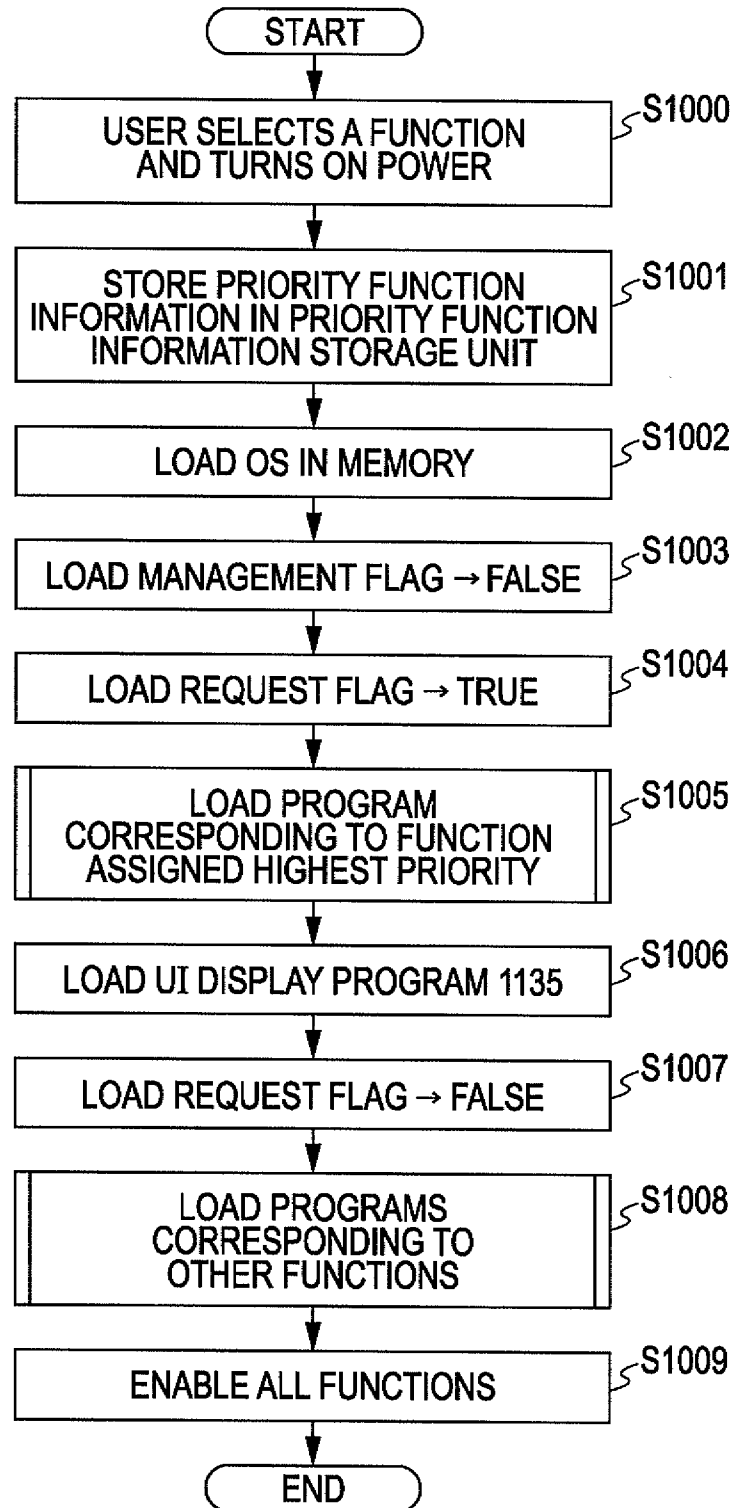 START
USER SELECTS A FUNCTION
AND TURNS ON POWER
S1000
STORE PRIORITY FUNCTION
INFORMATION IN PRIORITY FUNCTION
INFORMATION STORAGE UNIT
S1001
LOAD OS IN MEMORY
S1002
LOAD MANAGEMENT FLAG → FALSE
S1003
LOAD REQUEST FLAG → TRUE
S1004
LOAD PROGRAM
CORRESPONDING TO FUNCTION
ASSIGNED HIGHEST PRIORITY
S1005
LOAD UI DISPLAY PROGRAM 1135
S1006
LOAD REQUEST FLAG → FALSE
S1007
LOAD PROGRAMS
CORRESPONDING TO
OTHER FUNCTIONS
S1008
ENABLE ALL FUNCTIONS
S1009
END